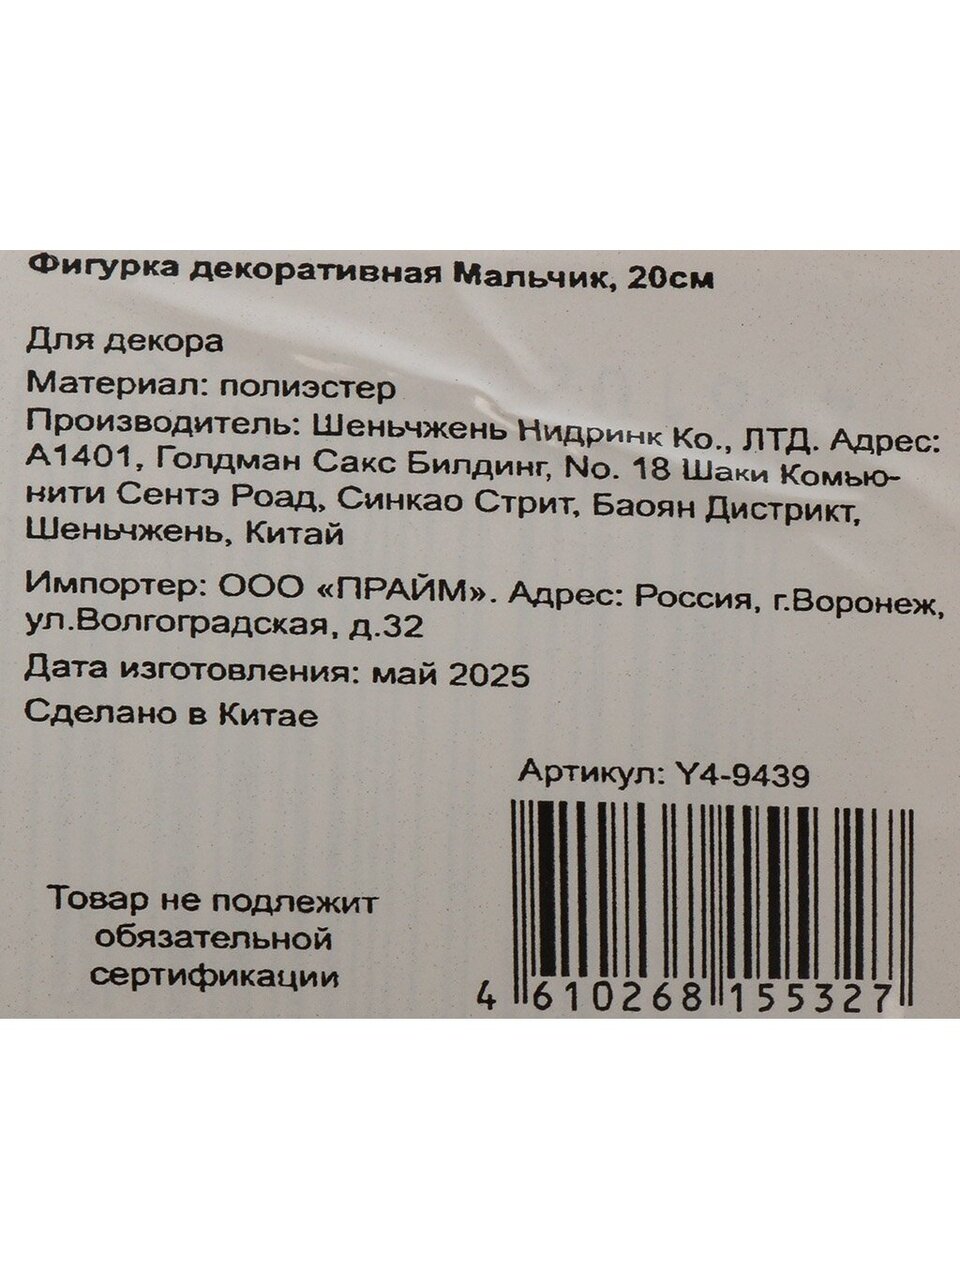 Фигурка декоративная Мальчик, 20см
Для декора
Материал: полиэстер
Производитель: Шеньчжень Нидринк Ко., ЛТД. Адрес:
А1401, Голдман Сакс Билдинг, No. 18 Шаки Комью-
нити Сентэ Роад, Синкао Стрит, Баоян Дистрикт,
Шеньчжень, Китай
Импортер: ООО «ПРАЙМ». Адрес: Россия, г.Воронеж,
ул.Волгоградская, д.32
Дата изготовления: май 2025
Сделано в Китае
Артикул: Y4-9439
Товар не подлежит
обязательной
сертификации
4 610268 155327